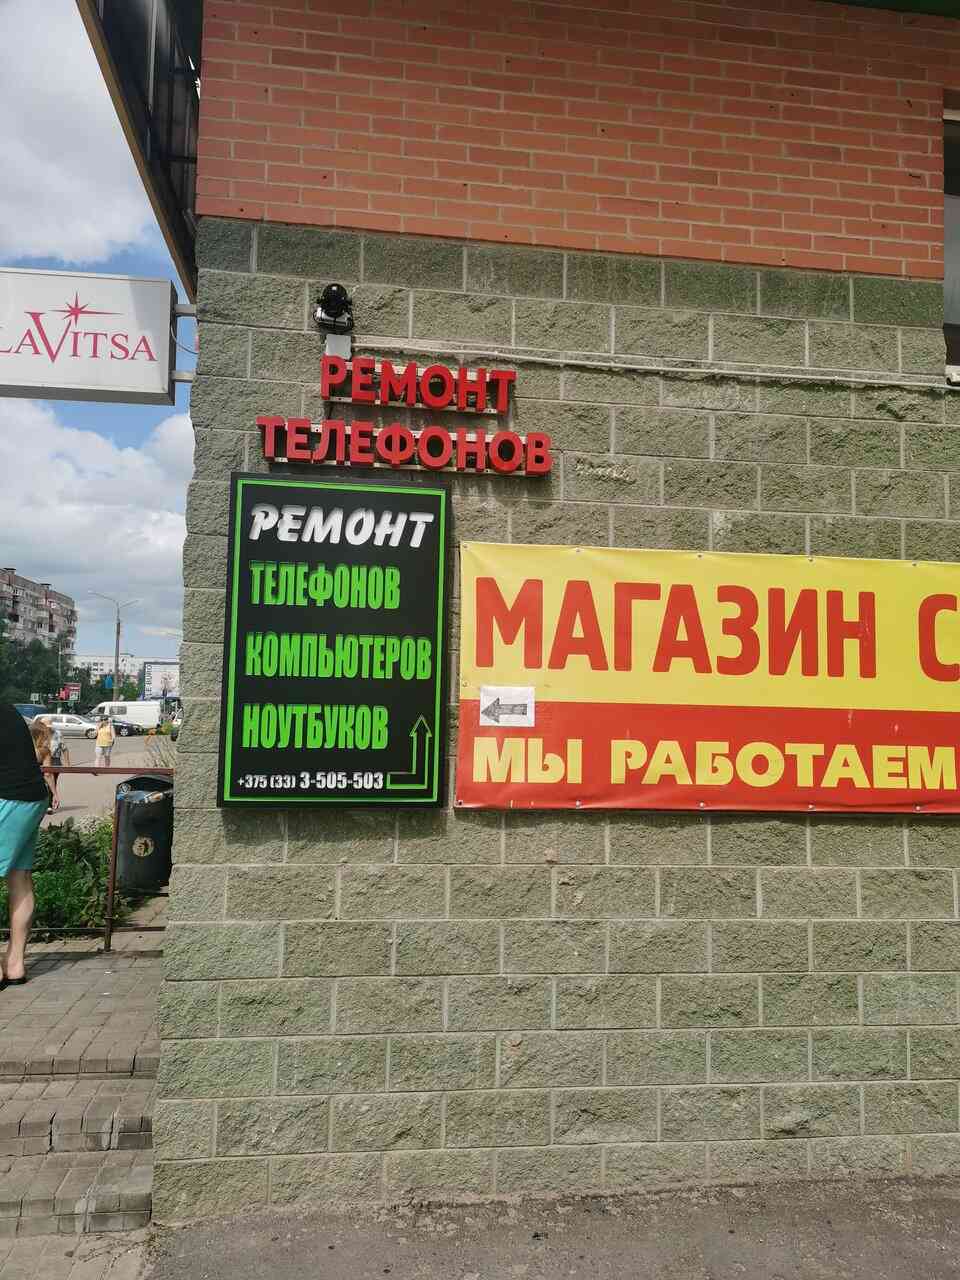 LAVITSA
РЕМОНТ
ТЕЛЕФОНОВ
РЕМОНТ
ТЕЛЕФОНОВ
КОМПЬЮТЕРОВ
НОУТБУКОВ
+375 (33) 3-505-503
МАГАЗИН С
МЫ РАБОТАЕМ